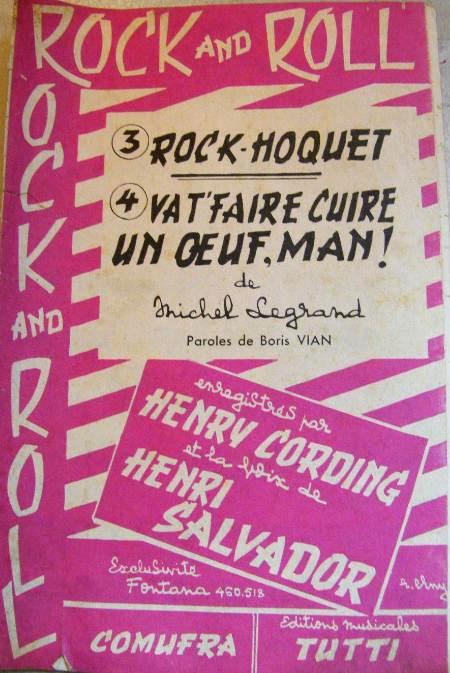 ROCK AND ROLL
ROCK AND ROLL
③ ROCK-HOQUET
④ VAT'FAIRE CUIRE
UN ŒUF, MAN!
de
Michel Legrand
Paroles de Boris VIAN
enregistrés par
HENRY CORDING
et la voix de
HENRI
SALVADOR
Exclusivité
Fontana 460.518
COMUFRA
Editions musicales
TUTTI